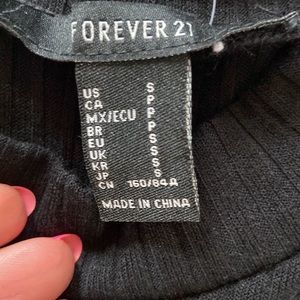 FOREVER 21
US S
CA P
MX/ECU P
BR P
EU S
UK S
KR S
JP S
CN 160/84A
MADE IN CHINA